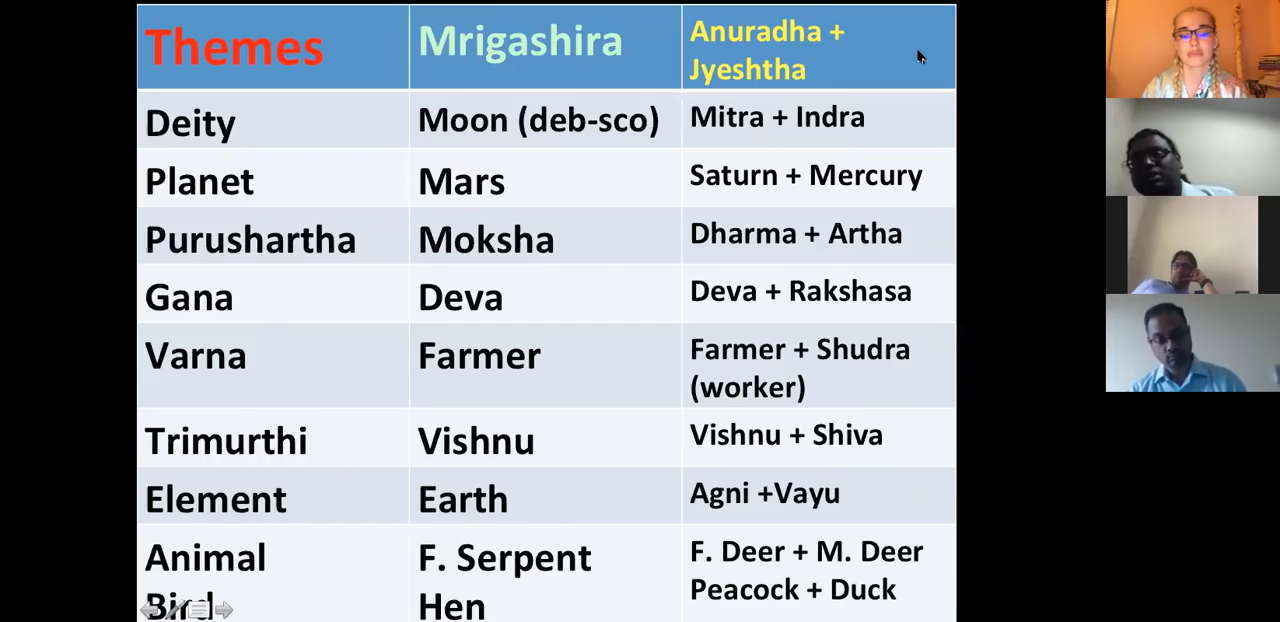 Themes
Mrigashira
Anuradha +
Jyeshtha
Deity
Moon (deb-sco)
Mitra + Indra
Planet
Mars
Saturn + Mercury
Purushartha
Moksha
Dharma + Artha
Gana
Deva
Deva + Rakshasa
Varna
Farmer
Farmer + Shudra
(worker)
Trimurthi
Vishnu
Vishnu + Shiva
Element
Earth
Agni +Vayu
Animal
F. Serpent
F. Deer + M. Deer
Peacock + Duck
Bird
Hen